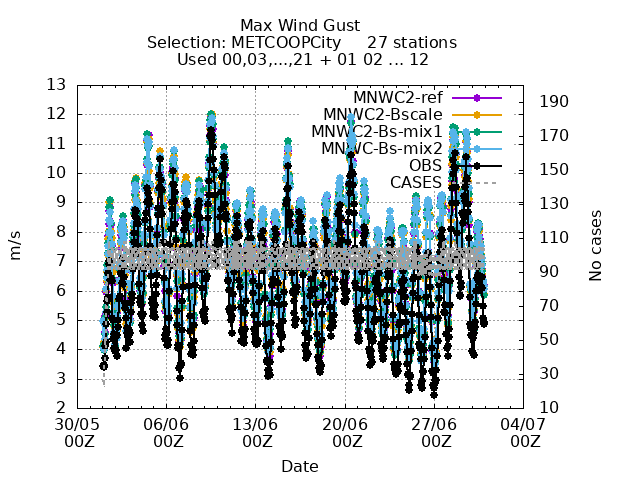 Max Wind Gust
Selection: METCOOPCity 27 stations
Used 00,03,...,21 + 01 02 ... 12
MNWC2-ref
MNWC2-Bscale
MNWC2-Bs-mix1
MNWC-Bs-mix2
OBS
CASES
m/s
13
12
11
10
9
8
7
6
5
4
3
2
No cases
190
170
150
130
110
90
70
50
30
10
30/05 06/06 13/06 20/06 27/06 04/07
00Z 00Z 00Z 00Z 00Z 00Z
Date